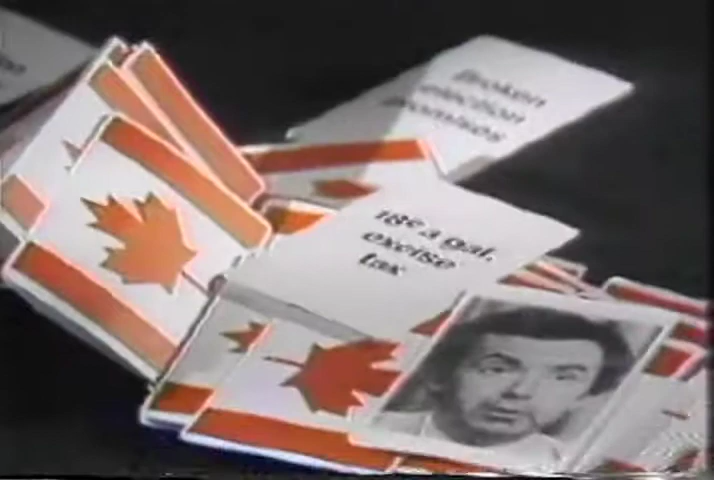 Broken
election
promises
18¢ a gal.
excise
tax